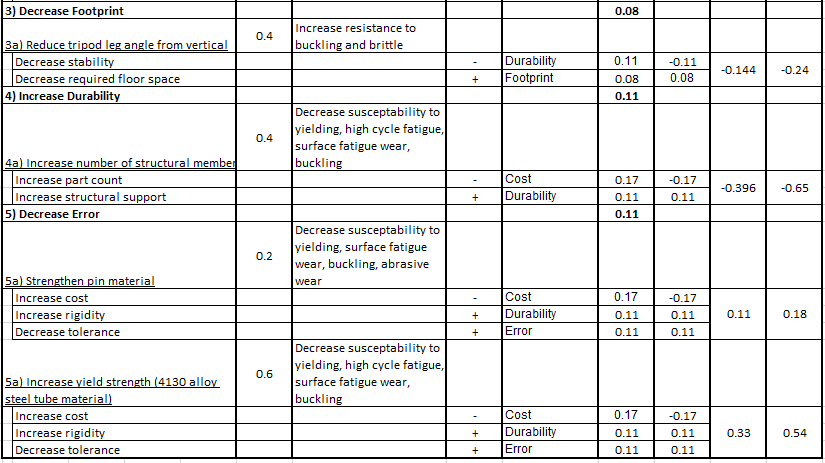 3) Decrease Footprint 0.08
Increase resistance to
0.4
3a) Reduce tripod leg angle from vertical buckling and brittle
Decrease stability - Durability 0.11 -0.11
-0.144 -0.24
Decrease required floor space + Footprint 0.08 0.08
4) Increase Durability 0.11
Decrease susceptability to
yielding, high cycle fatigue,
0.4
surface fatigue wear,
4a) Increase number of structural member buckling
Increase part count - Cost 0.17 -0.17
-0.396 -0.65
Increase structural support + Durability 0.11 0.11
5) Decrease Error 0.11
Decrease susceptability to
yielding, surface fatigue
0.2
wear, buckling, abrasive
5a) Strengthen pin material wear
Increase cost - Cost 0.17 -0.17
Increase rigidity + Durability 0.11 0.11 0.11 0.18
Decrease tolerance + Error 0.11 0.11
Decrease susceptability to
yielding, high cycle fatigue,
0.6
5a) Increase yield strength (4130 alloy surface fatigue wear,
steel tube material) buckling
Increase cost - Cost 0.17 -0.17
Increase rigidity + Durability 0.11 0.11 0.33 0.54
Decrease tolerance + Error 0.11 0.11